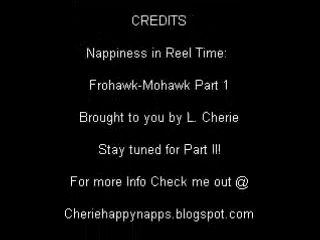 CREDITS
Nappiness in Reel Time:
Frohawk-Mohawk Part 1
Brought to you by L. Cherie
Stay tuned for Part II!
For more Info Check me out @
Cheriehappynapps.blogspot.com